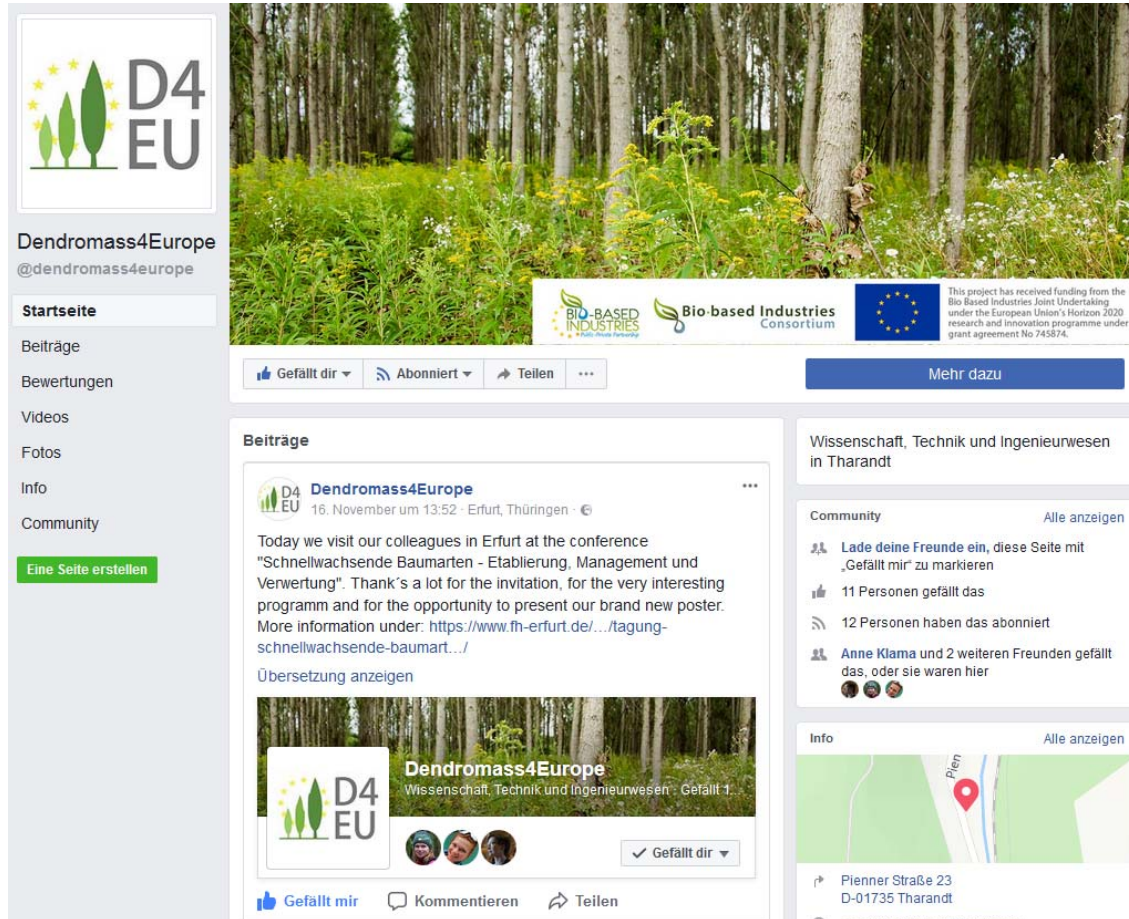 D4
EU
Dendromass4Europe
@dendromass4europe
Startseite
Beiträge
Bewertungen
Videos
Fotos
Info
Community
Eine Seite erstellen
BIO-BASED
INDUSTRIES
Public-Private Partnership
Bio-based Industries
Consortium
This project has received funding from the
Bio Based Industries Joint Undertaking
under the European Union's Horizon 2020
research and innovation programme under
grant agreement No 745874.
Gefällt dir
Abonniert
Teilen
Mehr dazu
Beiträge
D4
EU
Dendromass4Europe
16. November um 13:52 · Erfurt, Thüringen ·
Today we visit our colleagues in Erfurt at the conference
"Schnellwachsende Baumarten - Etablierung, Management und
Verwertung". Thank´s a lot for the invitation, for the very interesting
programm and for the opportunity to present our brand new poster.
More information under: https://www.fh-erfurt.de/…/tagung-
schnellwachsende-baumart…/
Übersetzung anzeigen
D4
EU
Dendromass4Europe
Wissenschaft, Technik und Ingenieurwesen · Gefällt 1...
Gefällt dir
Gefällt mir
Kommentieren
Teilen
Wissenschaft, Technik und Ingenieurwesen
in Tharandt
Community
Alle anzeigen
Lade deine Freunde ein, diese Seite mit
„Gefällt mir“ zu markieren
11 Personen gefällt das
12 Personen haben das abonniert
Anne Klama und 2 weiteren Freunden gefällt
das, oder sie waren hier
Info
Alle anzeigen
Pien
Pienner Straße 23
D-01735 Tharandt